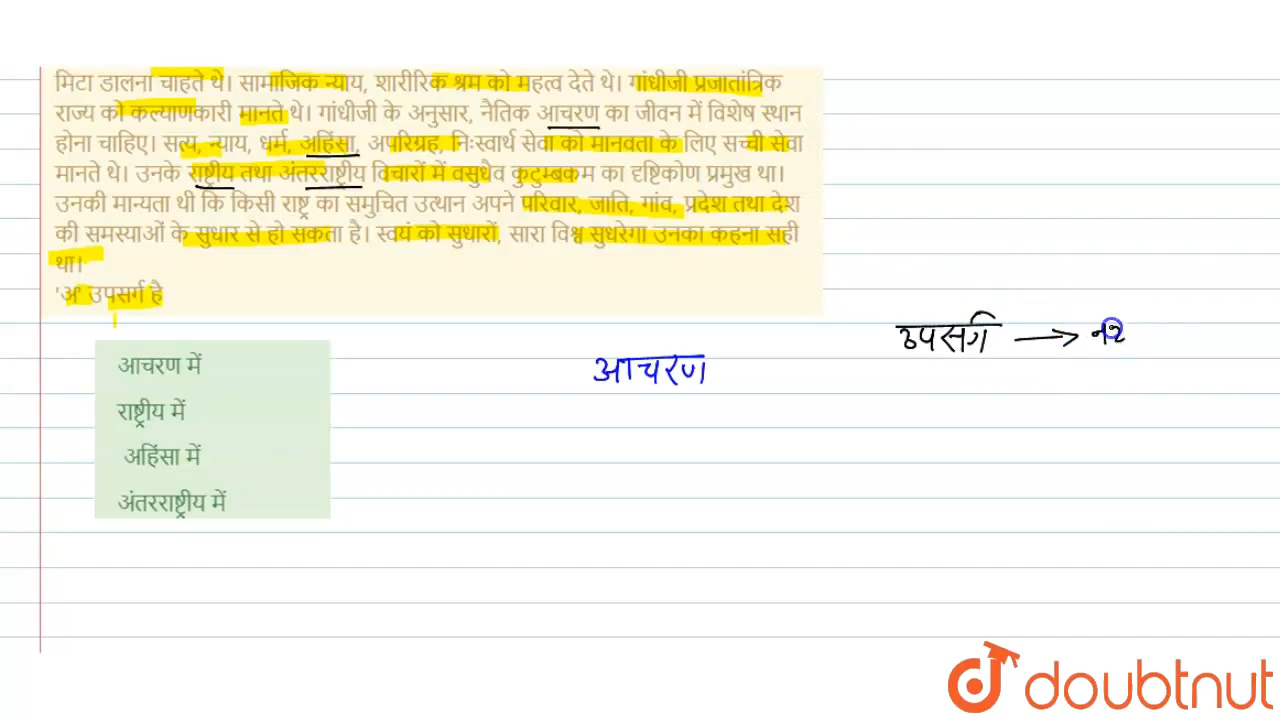 मिटा डालना चाहते थे। सामाजिक न्याय, शारीरिक श्रम को महत्व देते थे। गांधीजी प्रजातांत्रिक
राज्य को कल्याणकारी मानते थे। गांधीजी के अनुसार, नैतिक आचरण का जीवन में विशेष स्थान
होना चाहिए। सत्य, न्याय, धर्म, अहिंसा, अपरिग्रह, निःस्वार्थ सेवा को मानवता के लिए सच्ची सेवा
मानते थे। उनके राष्ट्रीय तथा अंतरराष्ट्रीय विचारों में वसुधैव कुटुम्बकम का दृष्टिकोण प्रमुख था।
उनकी मान्यता थी कि किसी राष्ट्र का समुचित उत्थान अपने परिवार, जाति, गांव, प्रदेश तथा देश
की समस्याओं के सुधार से हो सकता है। स्वयं को सुधारों, सारा विश्व सुधरेगा उनका कहना सही
था।
'अ' उपसर्ग है
उपसर्ग
आचरण में
आचरण
राष्ट्रीय में
अहिंसा में
अंतरराष्ट्रीय में
doubtnut